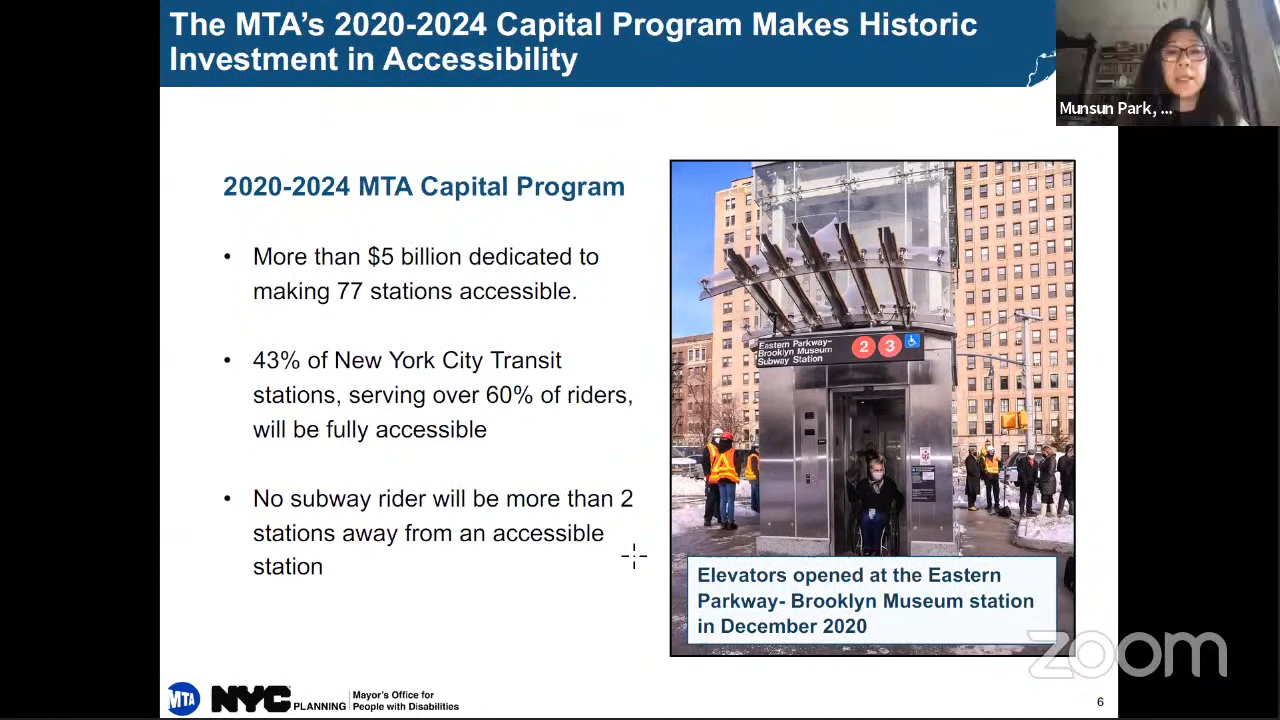 The MTA's 2020-2024 Capital Program Makes Historic
Investment in Accessibility
Munsun Park, ...
2020-2024 MTA Capital Program
• More than $5 billion dedicated to
making 77 stations accessible.
• 43% of New York City Transit
stations, serving over 60% of riders,
will be fully accessible
• No subway rider will be more than 2
stations away from an accessible
station
Eastern Parkway-
Brooklyn Museum
Subway Station
2 3
Elevators opened at the Eastern
Parkway- Brooklyn Museum station
in December 2020
zoom
MTA NYC PLANNING
Mayor's Office for
People with Disabilities
6